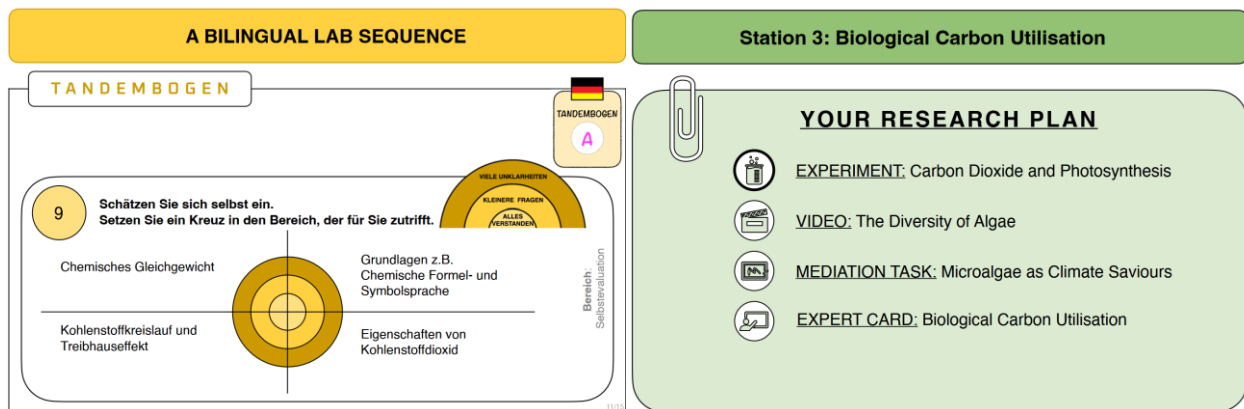 A BILINGUAL LAB SEQUENCE
TANDEMBOGEN
TANDEMBOGEN
A
9
Schätzen Sie sich selbst ein.
Setzen Sie ein Kreuz in den Bereich, der für Sie zutrifft.
VIELE UNKLARHEITEN
KLEINERE FRAGEN
ALLES
VERSTANDEN
Chemisches Gleichgewicht
Grundlagen z.B.
Chemische Formel- und
Symbolsprache
Kohlenstoffkreislauf und
Treibhauseffekt
Eigenschaften von
Kohlenstoffdioxid
Bereich:
Selbstevaluation
11/15
Station 3: Biological Carbon Utilisation
YOUR RESEARCH PLAN
EXPERIMENT: Carbon Dioxide and Photosynthesis
VIDEO: The Diversity of Algae
MEDIATION TASK: Microalgae as Climate Saviours
EXPERT CARD: Biological Carbon Utilisation